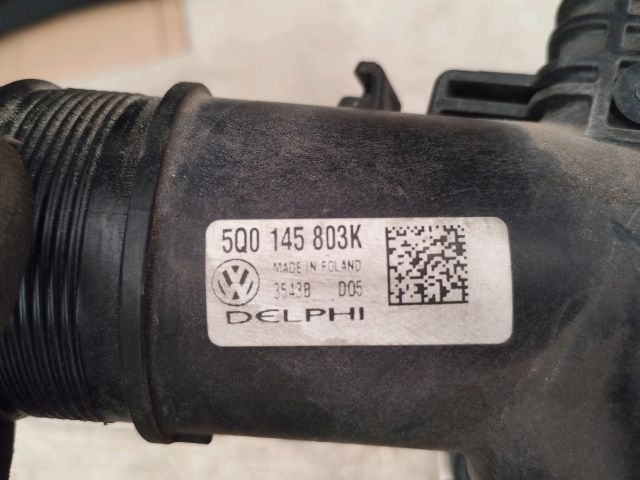 5Q0 145 803K
MADE IN POLAND
3543B D05
DELPHI